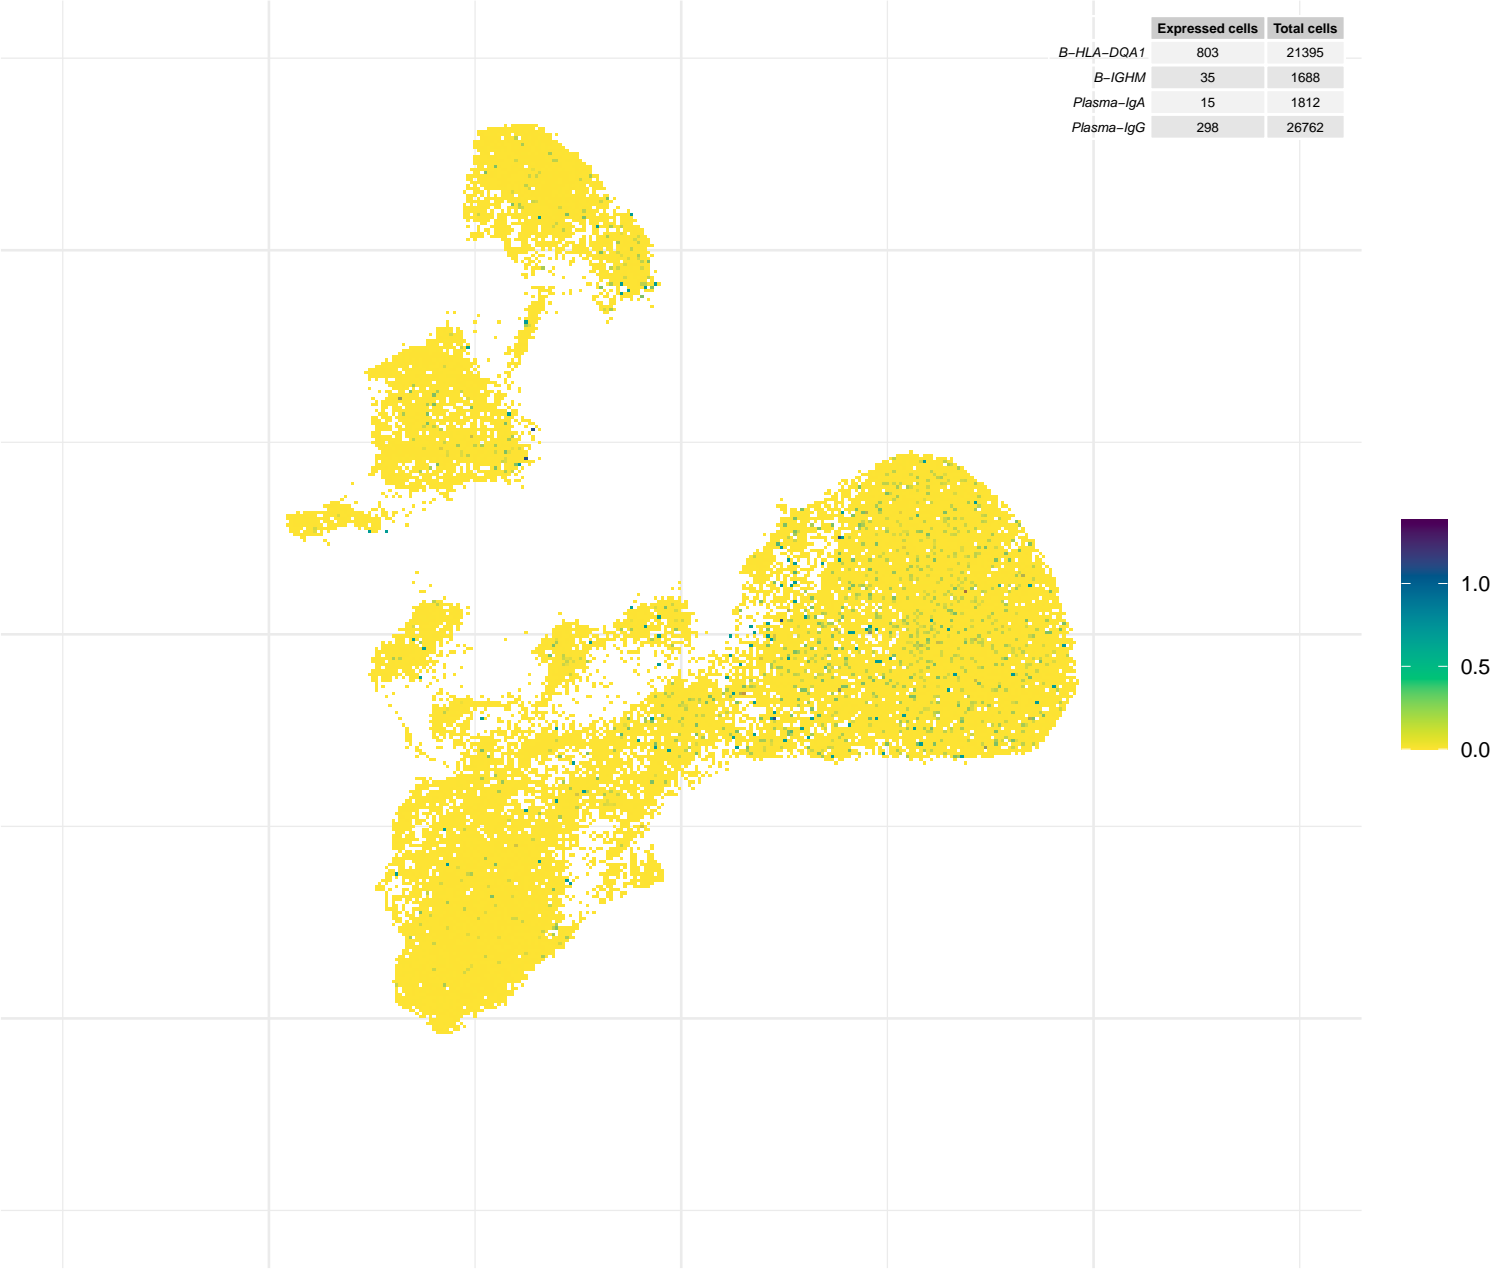 Expressed cells Total cells
B−HLA−DQA1 803 21395
B−IGHM 35 1688
Plasma−IgA 15 1812
Plasma−IgG 298 26762
1.0
0.5
0.0